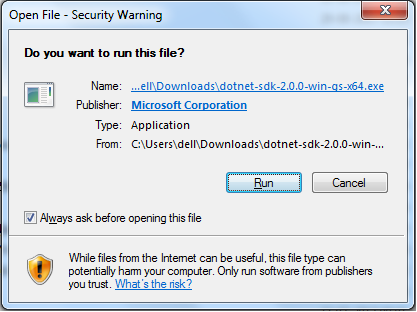 Open File - Security Warning
Do you want to run this file?
Name: ...ell\Downloads\dotnet-sdk-2.0.0-win-gs-x64.exe
Publisher: Microsoft Corporation
Type: Application
From: C:\Users\dell\Downloads\dotnet-sdk-2.0.0-win-...
Run Cancel
Always ask before opening this file
While files from the Internet can be useful, this file type can
potentially harm your computer. Only run software from publishers
you trust. What's the risk?